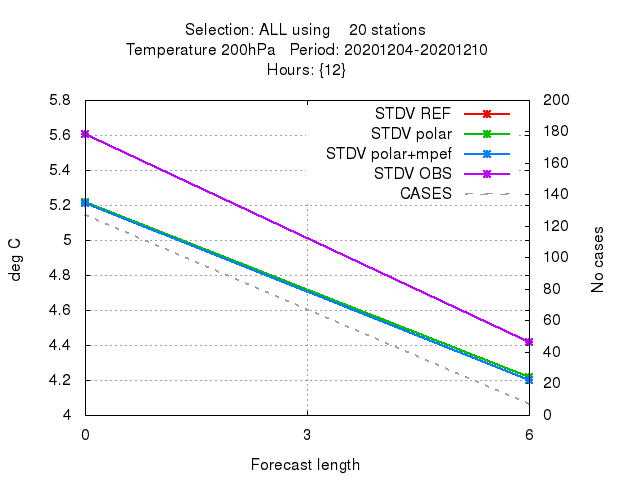 Selection: ALL using 20 stations
Temperature 200hPa Period: 20201204-20201210
Hours: {12}
STDV REF
STDV polar
STDV polar+mpef
STDV OBS
CASES
deg C
5.8
5.6
5.4
5.2
5
4.8
4.6
4.4
4.2
4
200
180
160
140
120
100
80
60
40
20
0
No cases
0 3 6
Forecast length